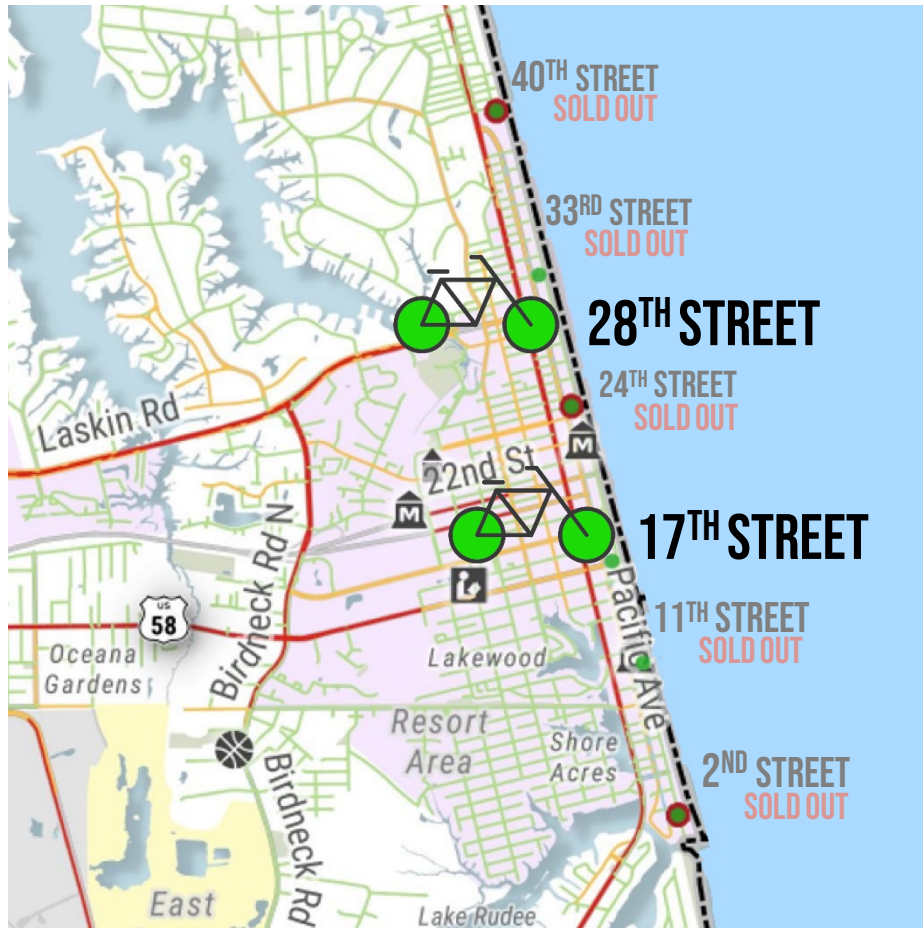 40TH STREET
SOLD OUT
33RD STREET
SOLD OUT
28TH STREET
24TH STREET
SOLD OUT
Laskin Rd
22nd St
M
M
17TH STREET
Birdneck Rd N
US
58
Pacific Ave
11TH STREET
SOLD OUT
Oceana
Gardens
Lakewood
Resort
Area
Shore
Acres
2ND STREET
SOLD OUT
Birdneck Rd
East
Lake Rudee